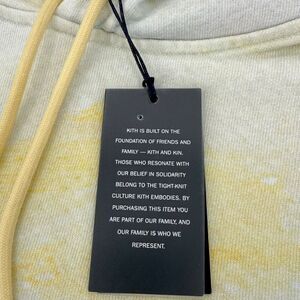 KITH IS BUILT ON THE
FOUNDATION OF FRIENDS AND
FAMILY — KITH AND KIN.
THOSE WHO RESONATE WITH
OUR BELIEF IN SOLIDARITY
BELONG TO THE TIGHT-KNIT
CULTURE KITH EMBODIES. BY
PURCHASING THIS ITEM YOU
ARE PART OF OUR FAMILY, AND
OUR FAMILY IS WHO WE
REPRESENT.